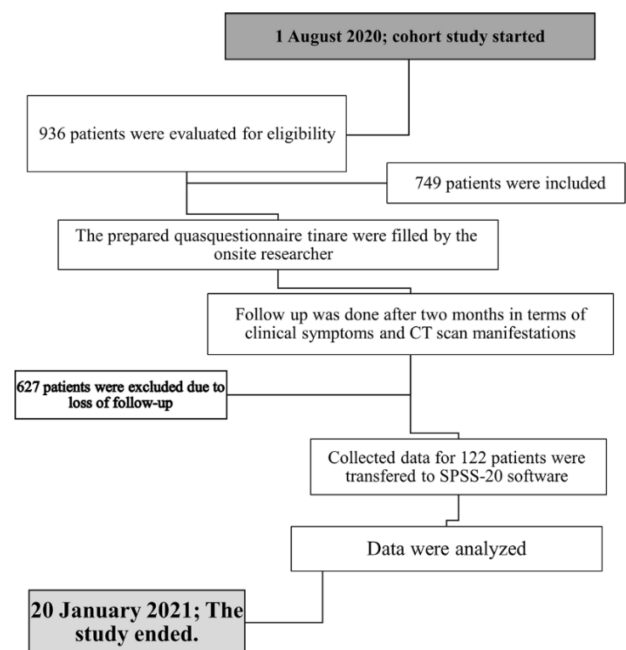 1 August 2020; cohort study started
936 patients were evaluated for eligibility
749 patients were included
The prepared quasquestionnaire tinare were filled by the
onsite researcher
Follow up was done after two months in terms of
clinical symptoms and CT scan manifestations
627 patients were excluded due to
loss of follow-up
Collected data for 122 patients were
transfered to SPSS-20 software
Data were analyzed
20 January 2021; The
study ended.